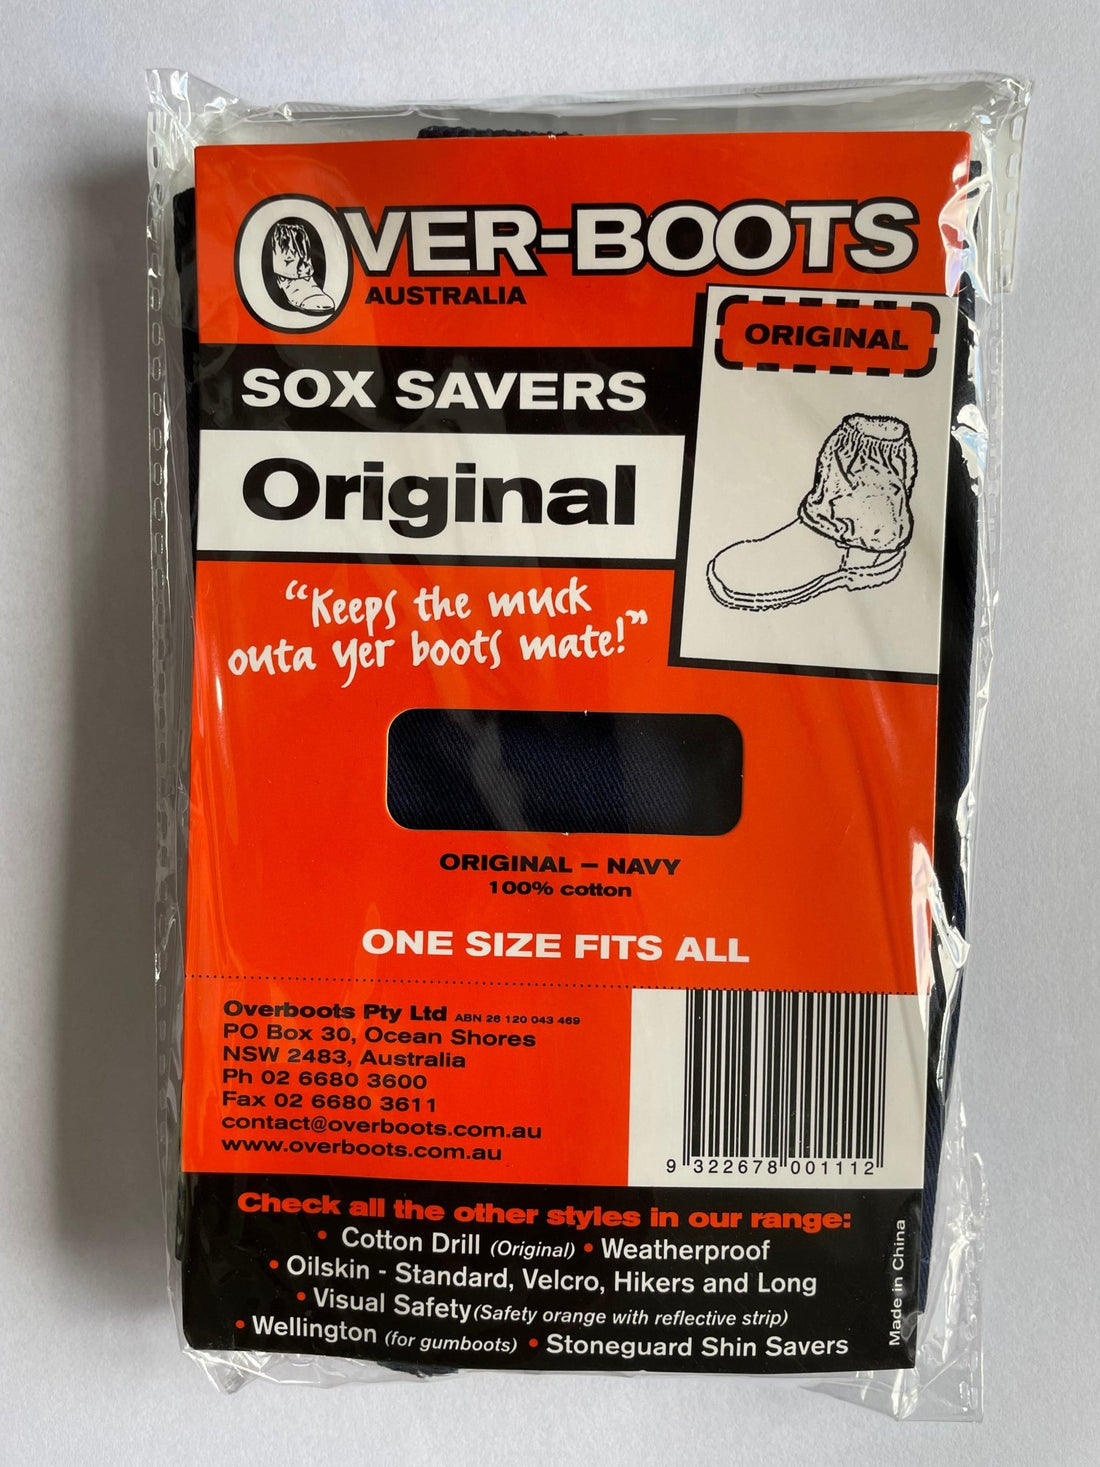 OVER-BOOTS
AUSTRALIA
ORIGINAL
SOX SAVERS
Original
“Keeps the muck
outa yer boots mate!”
ORIGINAL – NAVY
100% cotton
ONE SIZE FITS ALL
Overboots Pty Ltd ABN 26 120 043 469
PO Box 30, Ocean Shores
NSW 2483, Australia
Ph 02 6680 3600
Fax 02 6680 3611
contact@overboots.com.au
www.overboots.com.au
9 322678 001112
Check all the other styles in our range:
• Cotton Drill (Original) • Weatherproof
• Oilskin - Standard, Velcro, Hikers and Long
• Visual Safety (Safety orange with reflective strip)
• Wellington (for gumboots) • Stoneguard Shin Savers
Made in China